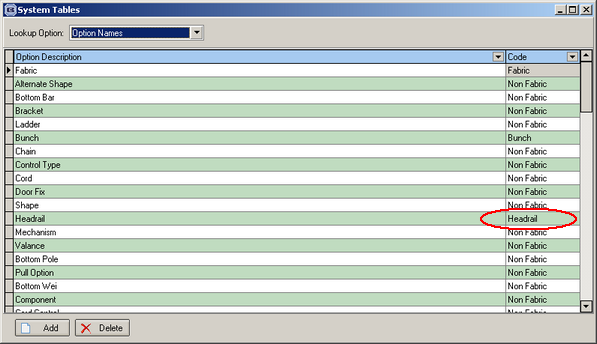 System Tables
Lookup Option: Option Names
Option Description Code
Fabric Fabric
Alternate Shape Non Fabric
Bottom Bar Non Fabric
Bracket Non Fabric
Ladder Non Fabric
Bunch Bunch
Chain Non Fabric
Control Type Non Fabric
Cord Non Fabric
Door Fix Non Fabric
Shape Non Fabric
Headrail Headrail
Mechanism Non Fabric
Valance Non Fabric
Bottom Pole Non Fabric
Pull Option Non Fabric
Bottom Wei Non Fabric
Component Non Fabric
Add Delete